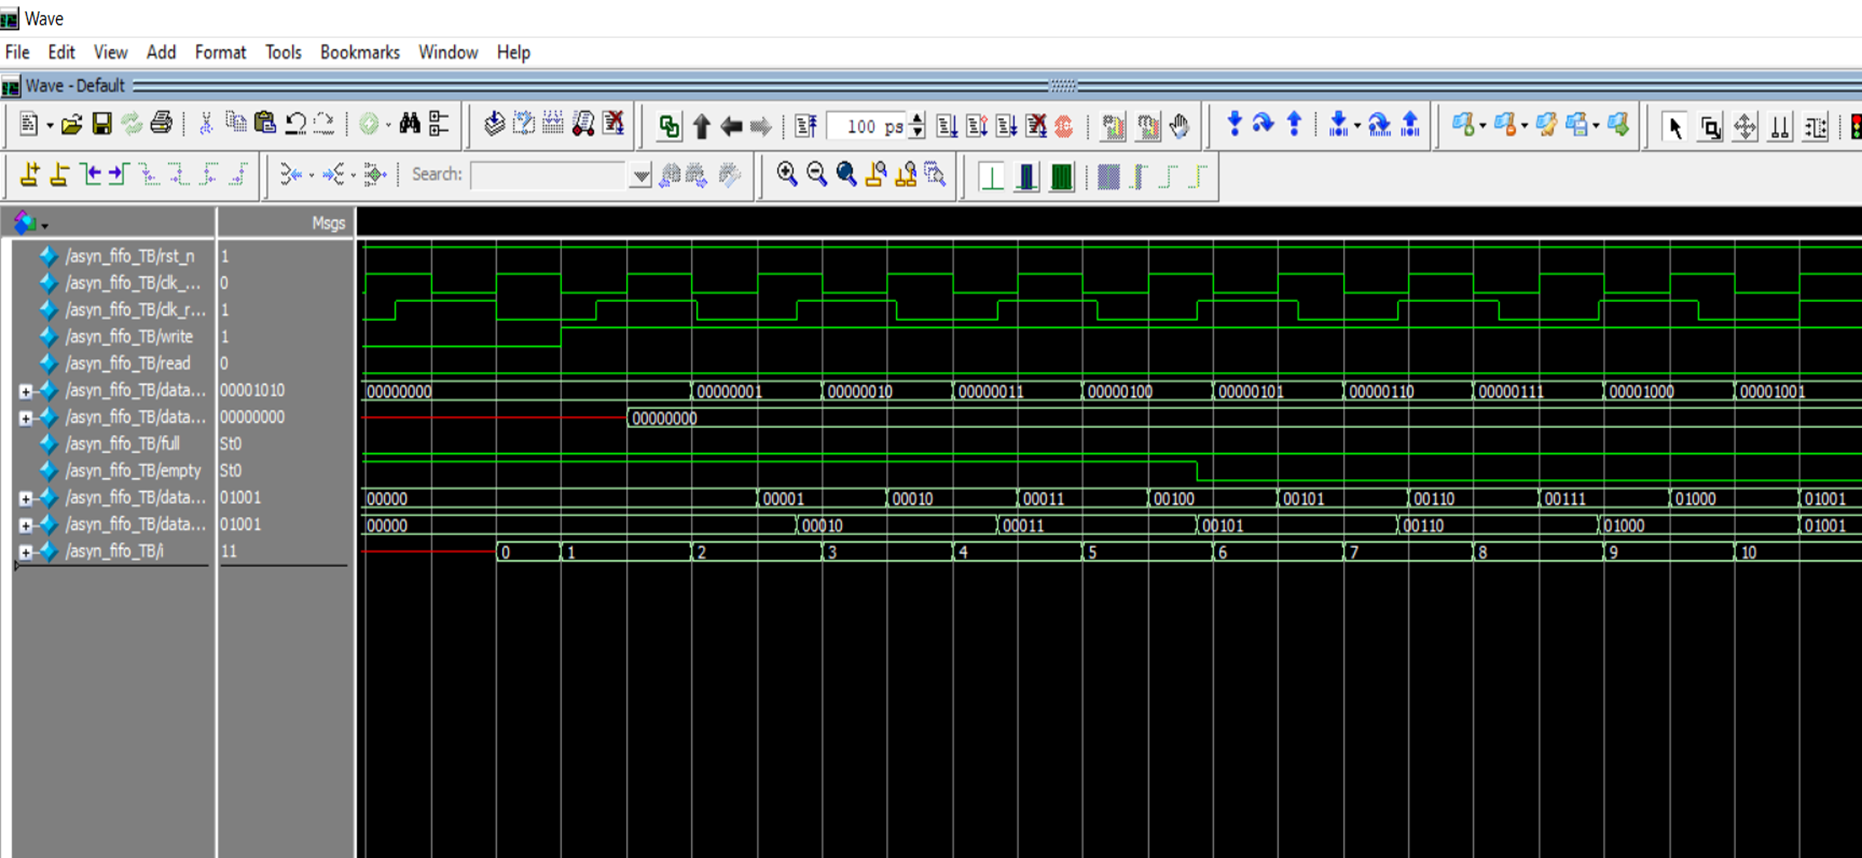 Wave
File Edit View Add Format Tools Bookmarks Window Help
Wave - Default
100 ps
Search:
Msgs
/asyn_fifo_TB/rst_n 1
/asyn_fifo_TB/clk_... 0
/asyn_fifo_TB/clk_r... 1
/asyn_fifo_TB/write 1
/asyn_fifo_TB/read 0
/asyn_fifo_TB/data... 00001010 00000000 00000001 00000010 00000011 00000100 00000101 00000110 00000111 00001000 00001001
/asyn_fifo_TB/data... 00000000 00000000
/asyn_fifo_TB/full St0
/asyn_fifo_TB/empty St0
/asyn_fifo_TB/data... 01001 00000 00001 00010 00011 00100 00101 00110 00111 01000 01001
/asyn_fifo_TB/data... 01001 00000 00010 00011 00101 00110 01000 01001
/asyn_fifo_TB/i 11 0 1 2 3 4 5 6 7 8 9 10